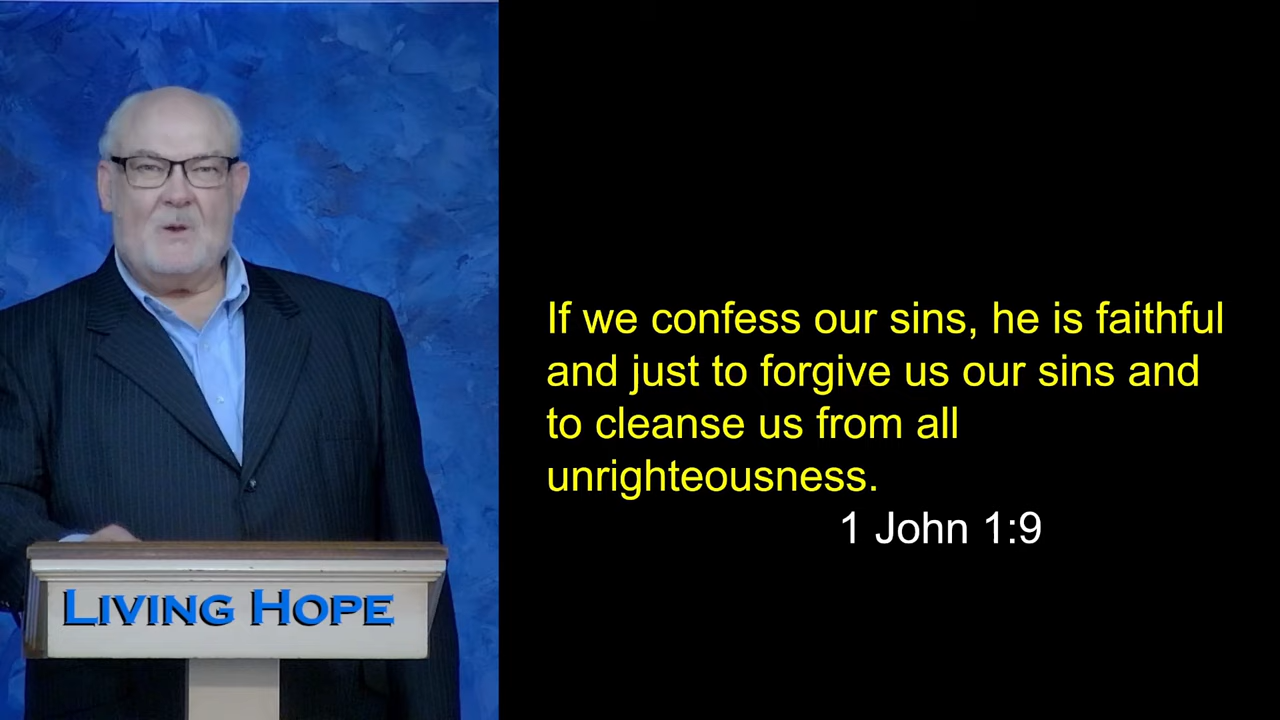 If we confess our sins, he is faithful
and just to forgive us our sins and
to cleanse us from all
unrighteousness.
1 John 1:9
LIVING HOPE